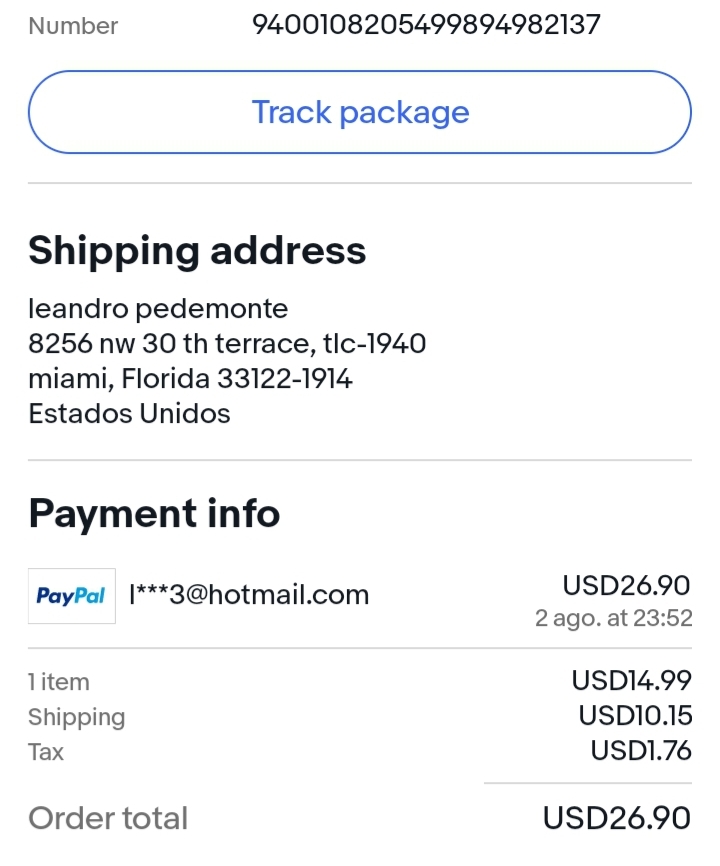 Number 9400108205499894982137
Track package
Shipping address
leandro pedemonte
8256 nw 30 th terrace, tlc-1940
miami, Florida 33122-1914
Estados Unidos
Payment info
PayPal l***3@hotmail.com USD26.90
2 ago. at 23:52
1 item USD14.99
Shipping USD10.15
Tax USD1.76
Order total USD26.90